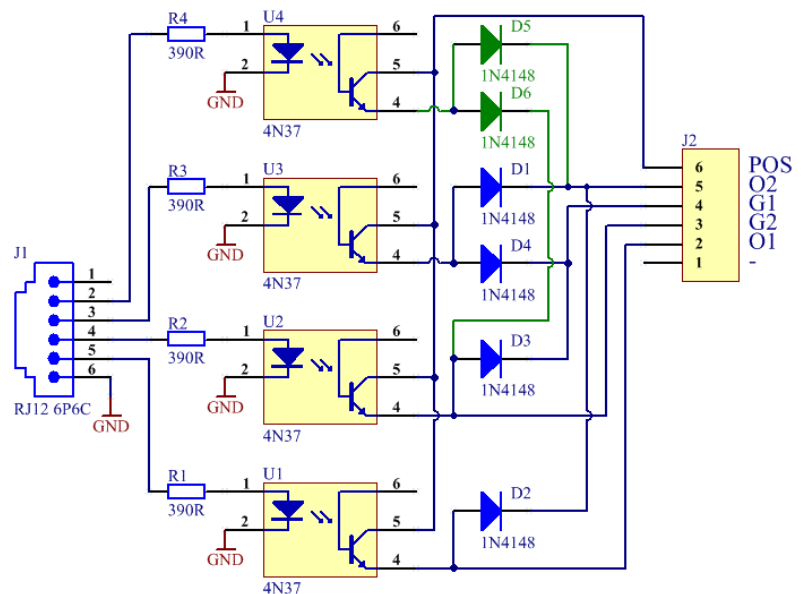 R4
390R
U4
1
2
6
5
4
GND
4N37
D5
1N4148
D6
1N4148
R3
390R
U3
1
2
6
5
4
GND
4N37
D1
1N4148
D4
1N4148
J2
6 POS
5 O2
4 G1
3 G2
2 O1
1 -
J1
1
2
3
4
5
6
RJ12 6P6C
GND
R2
390R
U2
1
2
6
5
4
GND
4N37
D3
1N4148
R1
390R
U1
1
2
6
5
4
GND
4N37
D2
1N4148